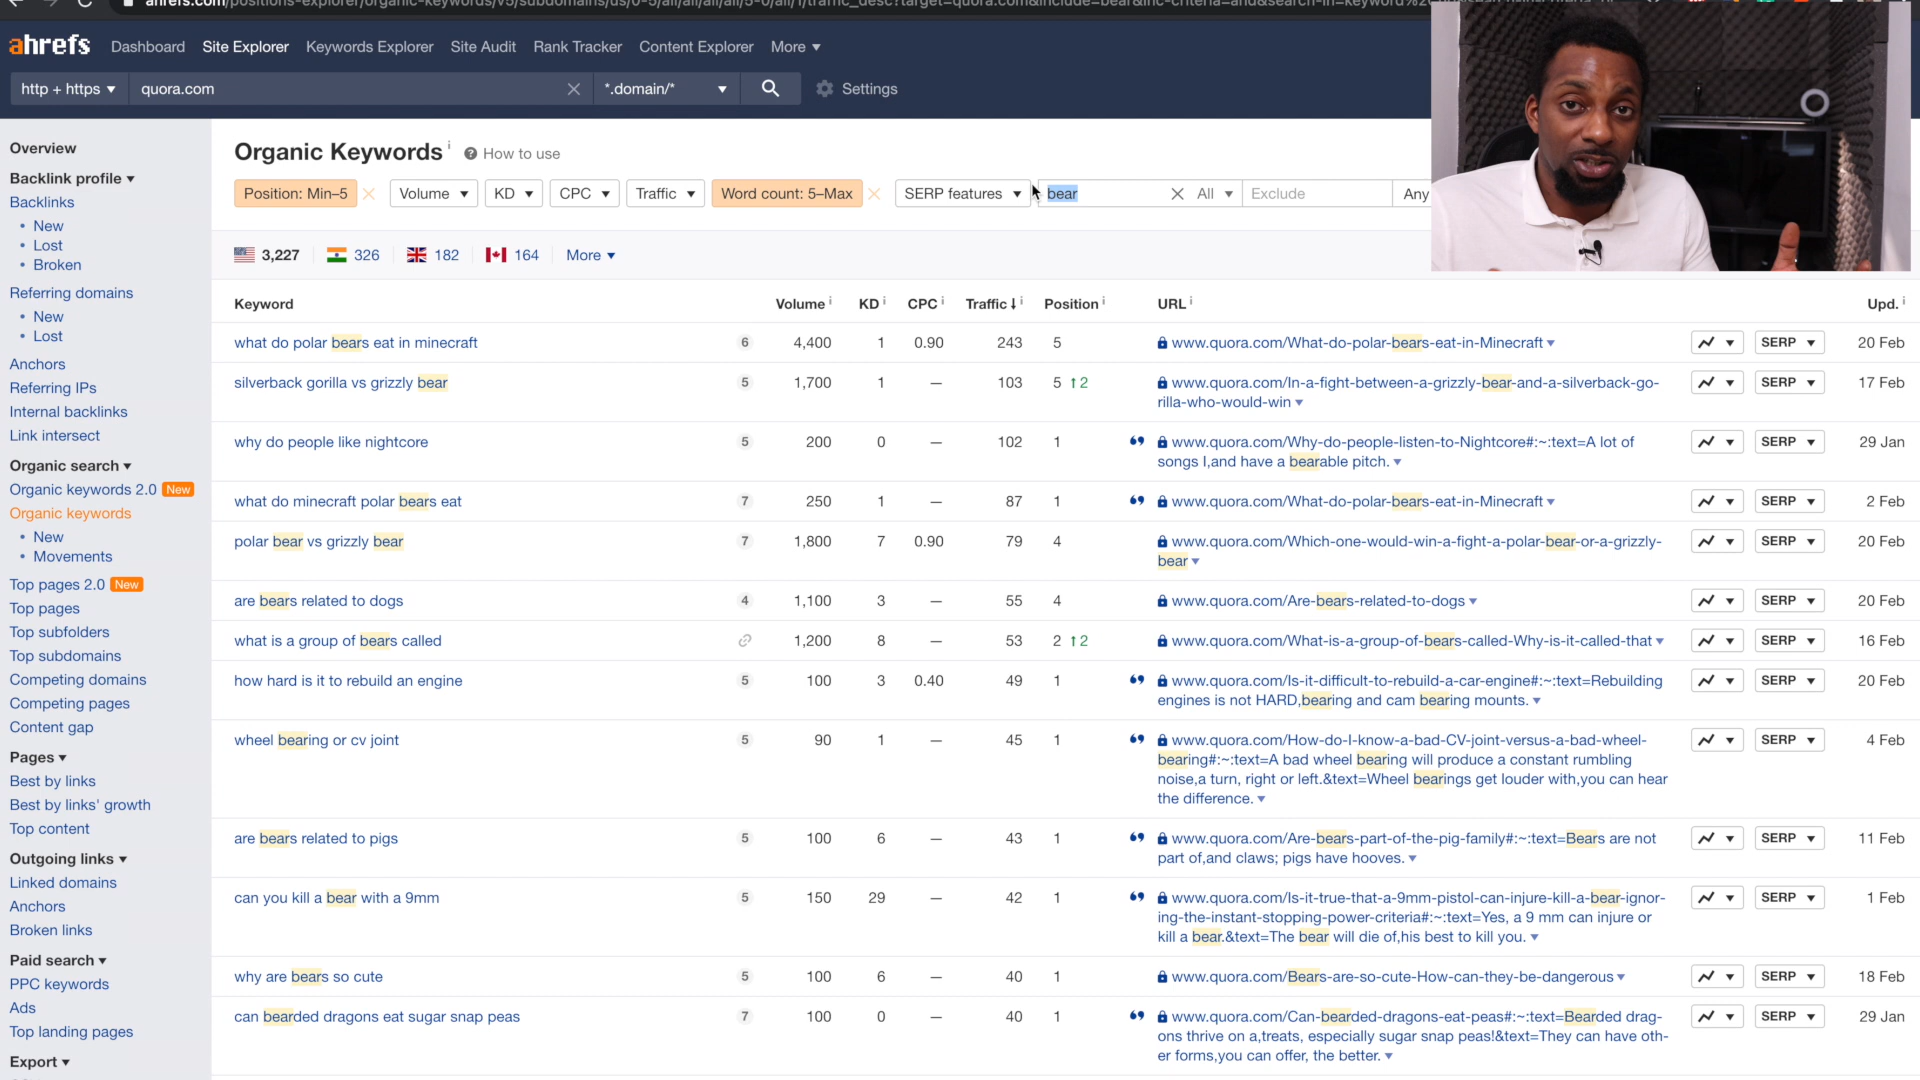 ahrefs Dashboard Site Explorer Keywords Explorer Site Audit Rank Tracker Content Explorer More
http + https quora.com *.domain/* Settings
Overview
Backlink profile
Backlinks
New
Lost
Broken
Referring domains
New
Lost
Anchors
Referring IPs
Internal backlinks
Link intersect
Organic search
Organic keywords 2.0 New
Organic keywords
New
Movements
Top pages 2.0 New
Top pages
Top subfolders
Top subdomains
Competing domains
Competing pages
Content gap
Pages
Best by links
Best by links' growth
Top content
Outgoing links
Linked domains
Anchors
Broken links
Paid search
PPC keywords
Ads
Top landing pages
Export
Organic Keywords i How to use
Position: Min–5 Volume KD CPC Traffic Word count: 5–Max SERP features bear All Exclude Any
3,227 326 182 164 More
Keyword Volume i KD i CPC i Traffic i Position i URL i Upd. i
what do polar bears eat in minecraft 6 4,400 1 0.90 243 5 www.quora.com/What-do-polar-bears-eat-in-Minecraft SERP 20 Feb
silverback gorilla vs grizzly bear 5 1,700 1 — 103 5 ↑2 www.quora.com/In-a-fight-between-a-grizzly-bear-and-a-silverback-go- SERP 17 Feb
rilla-who-would-win
why do people like nightcore 5 200 0 — 102 1 www.quora.com/Why-do-people-listen-to-Nightcore#:~:text=A lot of SERP 29 Jan
songs I,and have a bearable pitch.
what do minecraft polar bears eat 7 250 1 — 87 1 www.quora.com/What-do-polar-bears-eat-in-Minecraft SERP 2 Feb
polar bear vs grizzly bear 7 1,800 7 0.90 79 4 www.quora.com/Which-one-would-win-a-fight-a-polar-bear-or-a-grizzly- SERP 20 Feb
bear
are bears related to dogs 4 1,100 3 — 55 4 www.quora.com/Are-bears-related-to-dogs SERP 20 Feb
what is a group of bears called 1,200 8 — 53 2 ↑2 www.quora.com/What-is-a-group-of-bears-called-Why-is-it-called-that SERP 16 Feb
how hard is it to rebuild an engine 5 100 3 0.40 49 1 www.quora.com/Is-it-difficult-to-rebuild-a-car-engine#:~:text=Rebuilding SERP 20 Feb
engines is not HARD,bearing and cam bearing mounts.
wheel bearing or cv joint 5 90 1 — 45 1 www.quora.com/How-do-I-know-a-bad-CV-joint-versus-a-bad-wheel- SERP 4 Feb
bearing#:~:text=A bad wheel bearing will produce a constant rumbling
noise,a turn, right or left.&text=Wheel bearings get louder with,you can hear
the difference.
are bears related to pigs 5 100 6 — 43 1 www.quora.com/Are-bears-part-of-the-pig-family#:~:text=Bears are not SERP 11 Feb
part of,and claws; pigs have hooves.
can you kill a bear with a 9mm 5 150 29 — 42 1 www.quora.com/Is-it-true-that-a-9mm-pistol-can-injure-kill-a-bear-ignor- SERP 1 Feb
ing-the-instant-stopping-power-criteria#:~:text=Yes, a 9 mm can injure or
kill a bear.&text=The bear will die of,his best to kill you.
why are bears so cute 5 100 6 — 40 1 www.quora.com/Bears-are-so-cute-How-can-they-be-dangerous SERP 18 Feb
can bearded dragons eat sugar snap peas 7 100 0 — 40 1 www.quora.com/Can-bearded-dragons-eat-peas#:~:text=Bearded drag- SERP 29 Jan
ons thrive on a,treats, especially sugar snap peas!&text=They can have oth-
er forms,you can offer, the better.